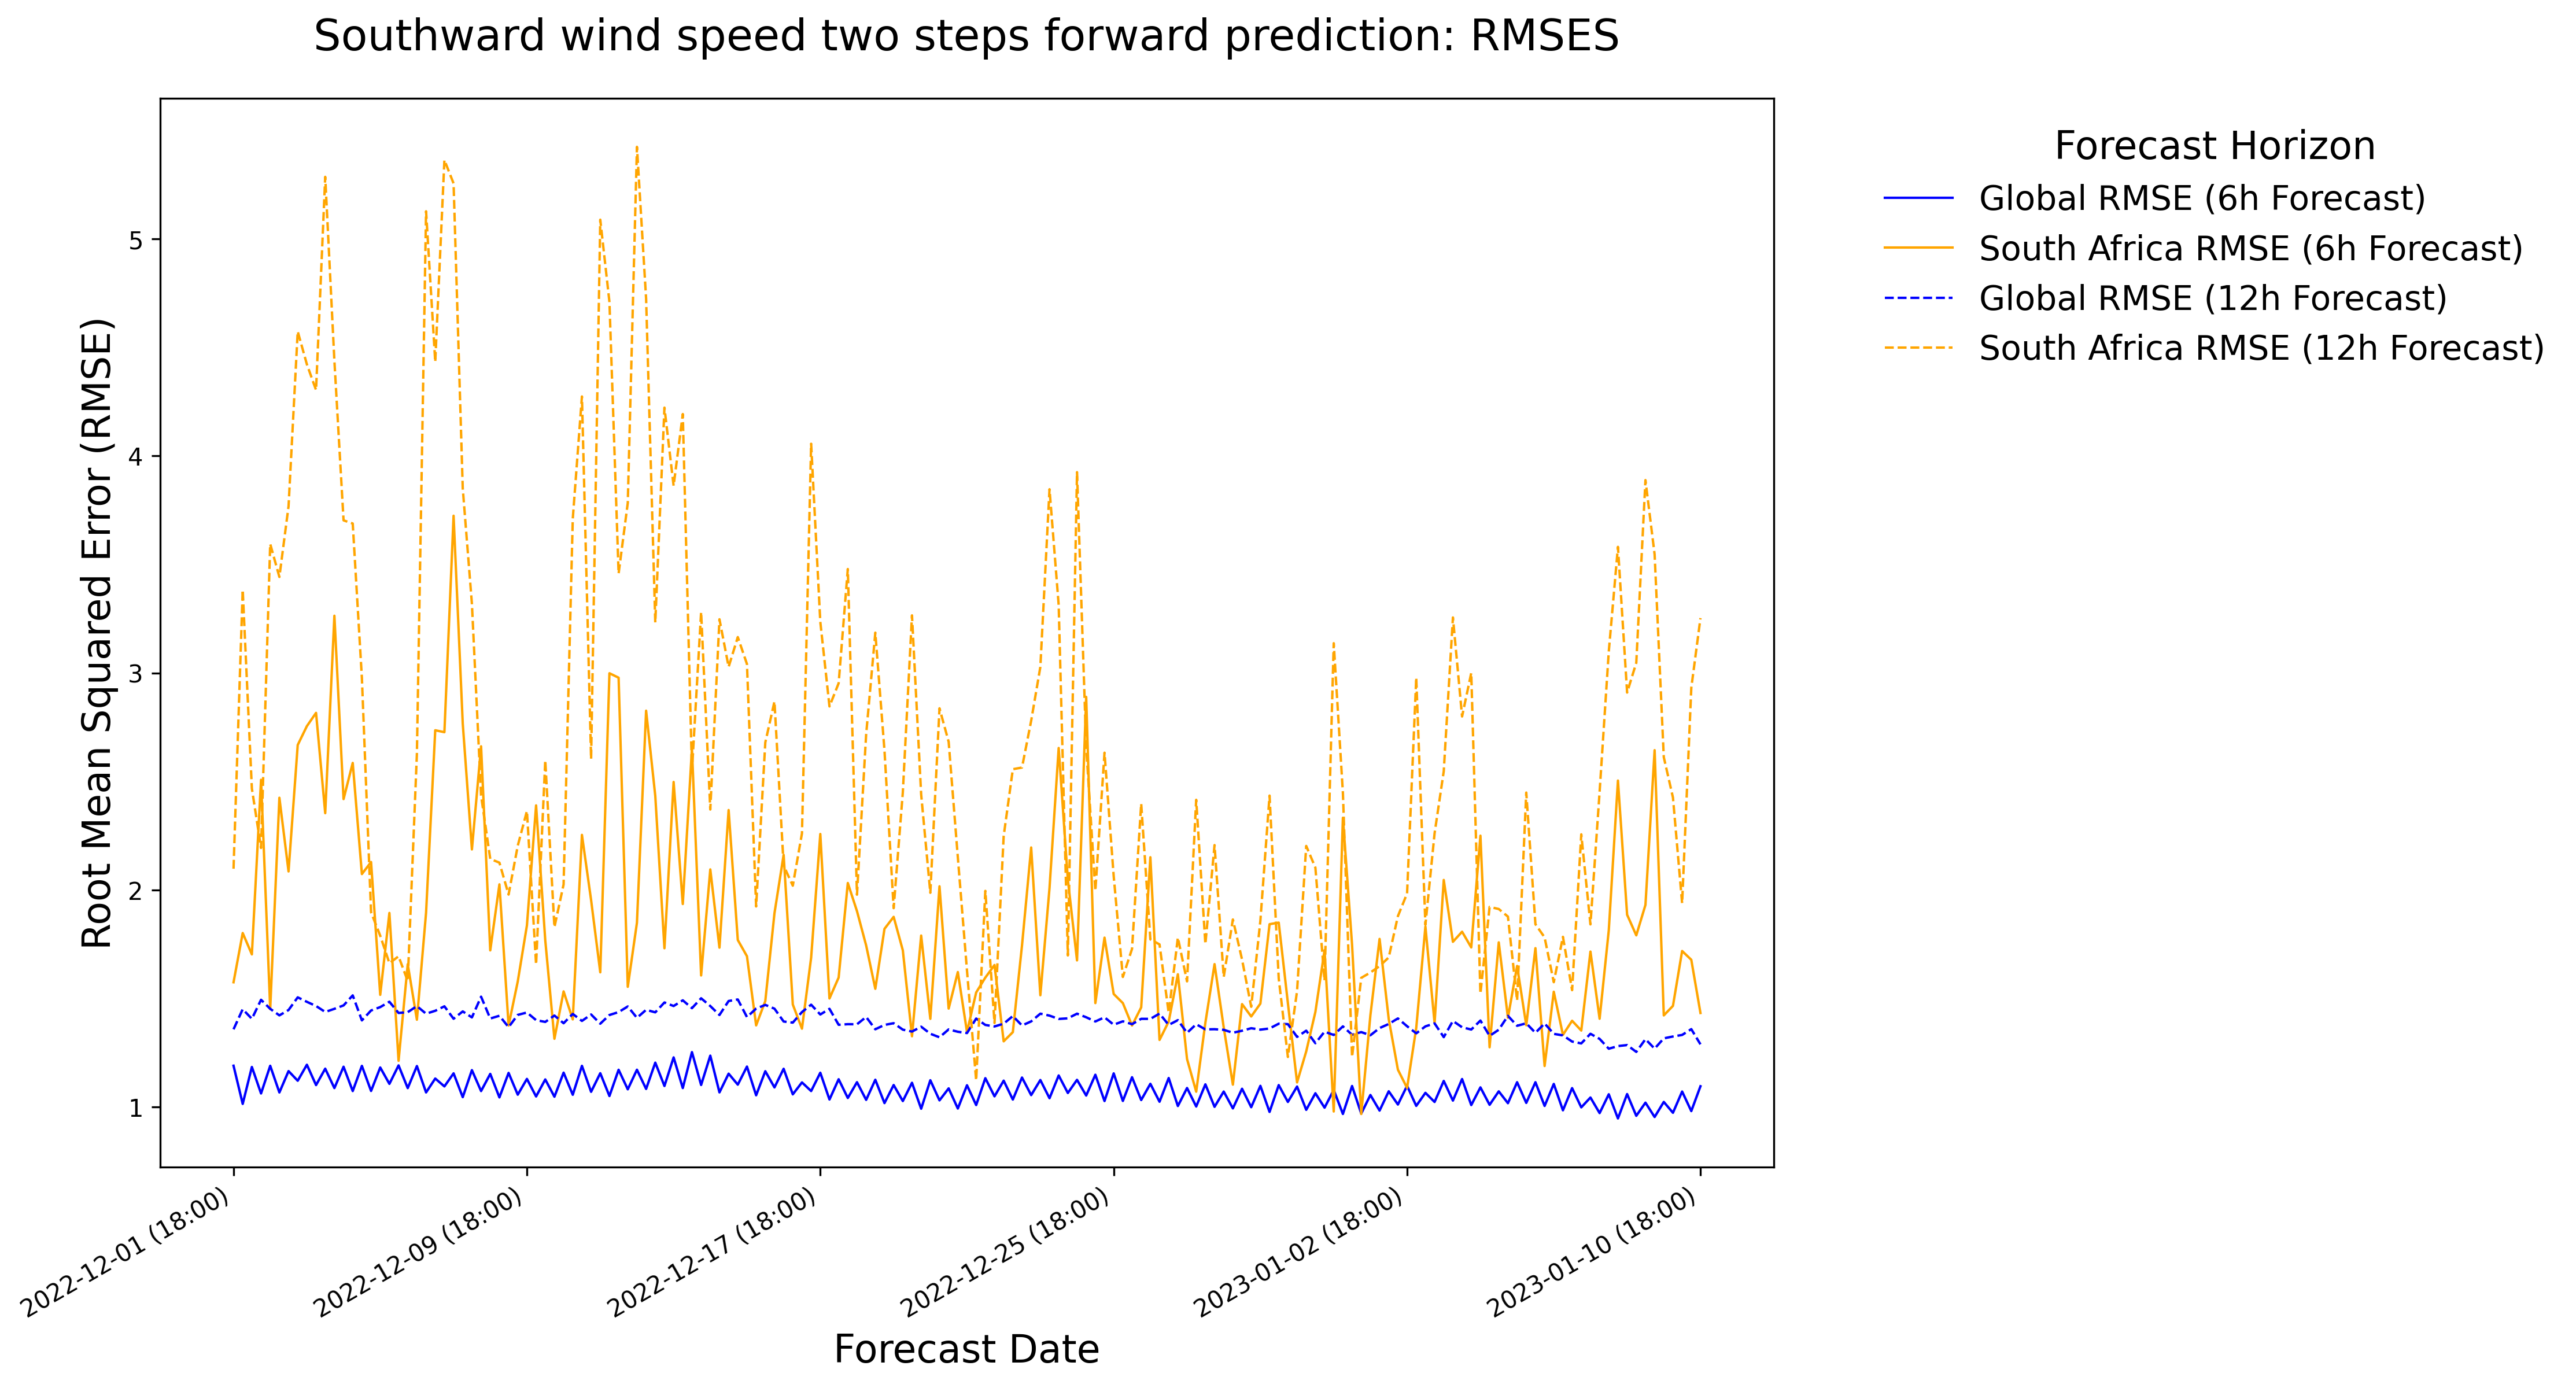 Southward wind speed two steps forward prediction: RMSES
Forecast Horizon
Global RMSE (6h Forecast)
South Africa RMSE (6h Forecast)
Global RMSE (12h Forecast)
South Africa RMSE (12h Forecast)
Root Mean Squared Error (RMSE)
5
4
3
2
1
2022-12-01 (18:00)
2022-12-09 (18:00)
2022-12-17 (18:00)
2022-12-25 (18:00)
2023-01-02 (18:00)
2023-01-10 (18:00)
Forecast Date